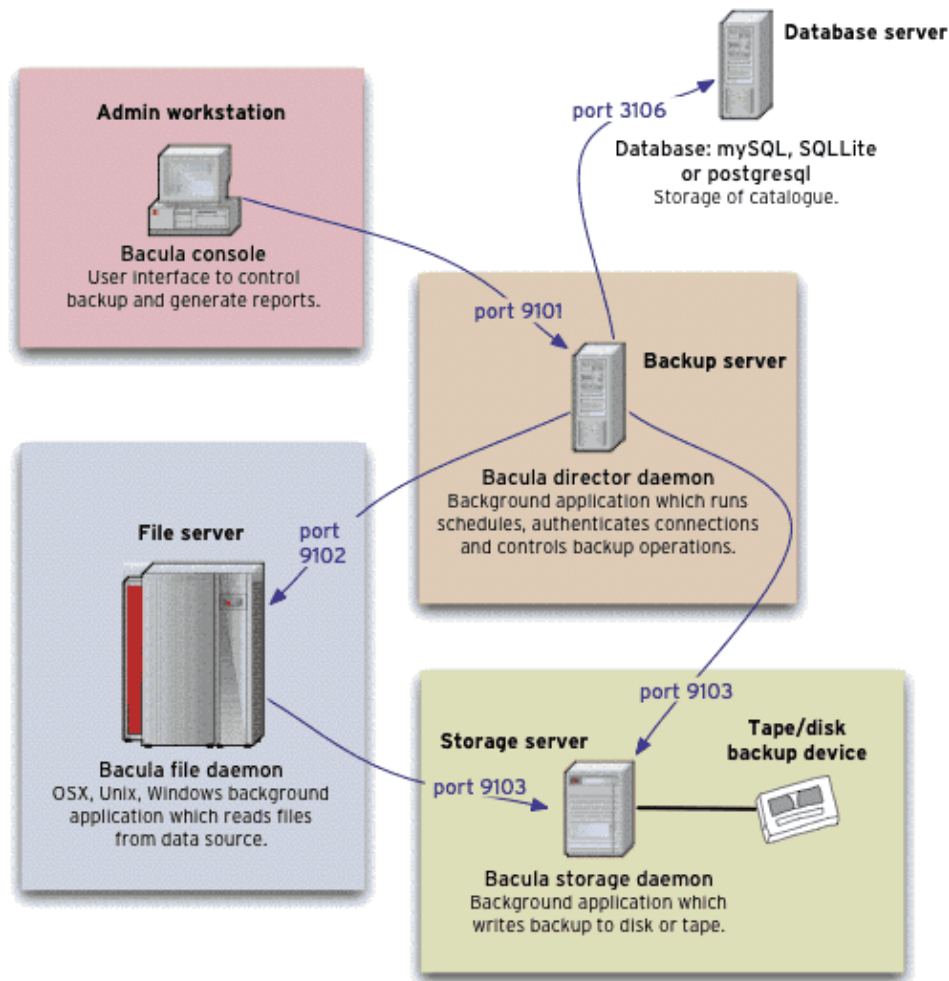 Database server
port 3106
Database: mySQL, SQLLite
or postgresql
Storage of catalogue.
Admin workstation
Bacula console
User interface to control
backup and generate reports.
port 9101
Backup server
Bacula director daemon
Background application which runs
schedules, authenticates connections
and controls backup operations.
File server
port
9102
Bacula file daemon
OSX, Unix, Windows background
application which reads files
from data source.
port 9103
Storage server
port 9103
Tape/disk
backup device
Bacula storage daemon
Background application which
writes backup to disk or tape.